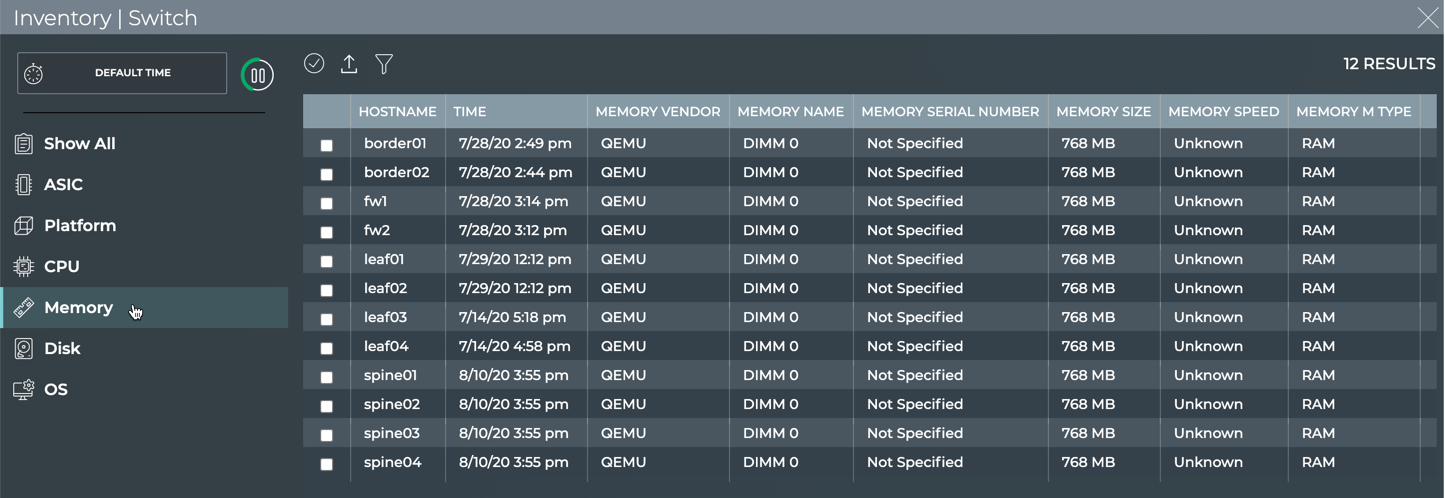 Inventory | Switch
DEFAULT TIME
12 RESULTS
Show All
ASIC
Platform
CPU
Memory
Disk
OS
HOSTNAME TIME MEMORY VENDOR MEMORY NAME MEMORY SERIAL NUMBER MEMORY SIZE MEMORY SPEED MEMORY M TYPE
border01 7/28/20 2:49 pm QEMU DIMM 0 Not Specified 768 MB Unknown RAM
border02 7/28/20 2:44 pm QEMU DIMM 0 Not Specified 768 MB Unknown RAM
fw1 7/28/20 3:14 pm QEMU DIMM 0 Not Specified 768 MB Unknown RAM
fw2 7/28/20 3:12 pm QEMU DIMM 0 Not Specified 768 MB Unknown RAM
leaf01 7/29/20 12:12 pm QEMU DIMM 0 Not Specified 768 MB Unknown RAM
leaf02 7/29/20 12:12 pm QEMU DIMM 0 Not Specified 768 MB Unknown RAM
leaf03 7/14/20 5:18 pm QEMU DIMM 0 Not Specified 768 MB Unknown RAM
leaf04 7/14/20 4:58 pm QEMU DIMM 0 Not Specified 768 MB Unknown RAM
spine01 8/10/20 3:55 pm QEMU DIMM 0 Not Specified 768 MB Unknown RAM
spine02 8/10/20 3:55 pm QEMU DIMM 0 Not Specified 768 MB Unknown RAM
spine03 8/10/20 3:55 pm QEMU DIMM 0 Not Specified 768 MB Unknown RAM
spine04 8/10/20 3:55 pm QEMU DIMM 0 Not Specified 768 MB Unknown RAM